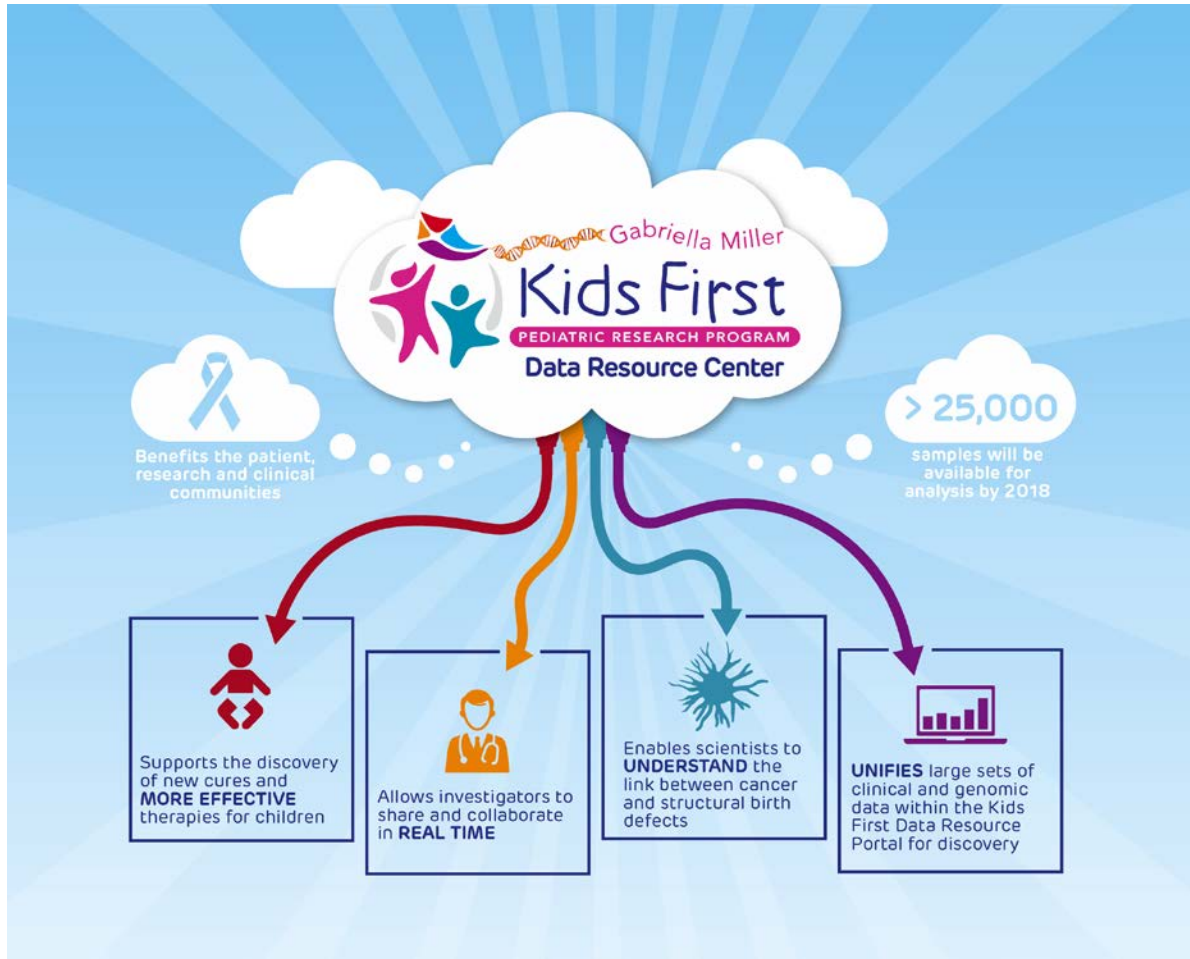 Gabriella Miller
Kids First
PEDIATRIC RESEARCH PROGRAM
Data Resource Center
Benefits the patient,
research and clinical
communities
> 25,000
samples will be
available for
analysis by 2018
Supports the discovery
of new cures and
MORE EFFECTIVE
therapies for children
Allows investigators to
share and collaborate
in REAL TIME
Enables scientists to
UNDERSTAND the
link between cancer
and structural birth
defects
UNIFIES large sets of
clinical and genomic
data within the Kids
First Data Resource
Portal for discovery